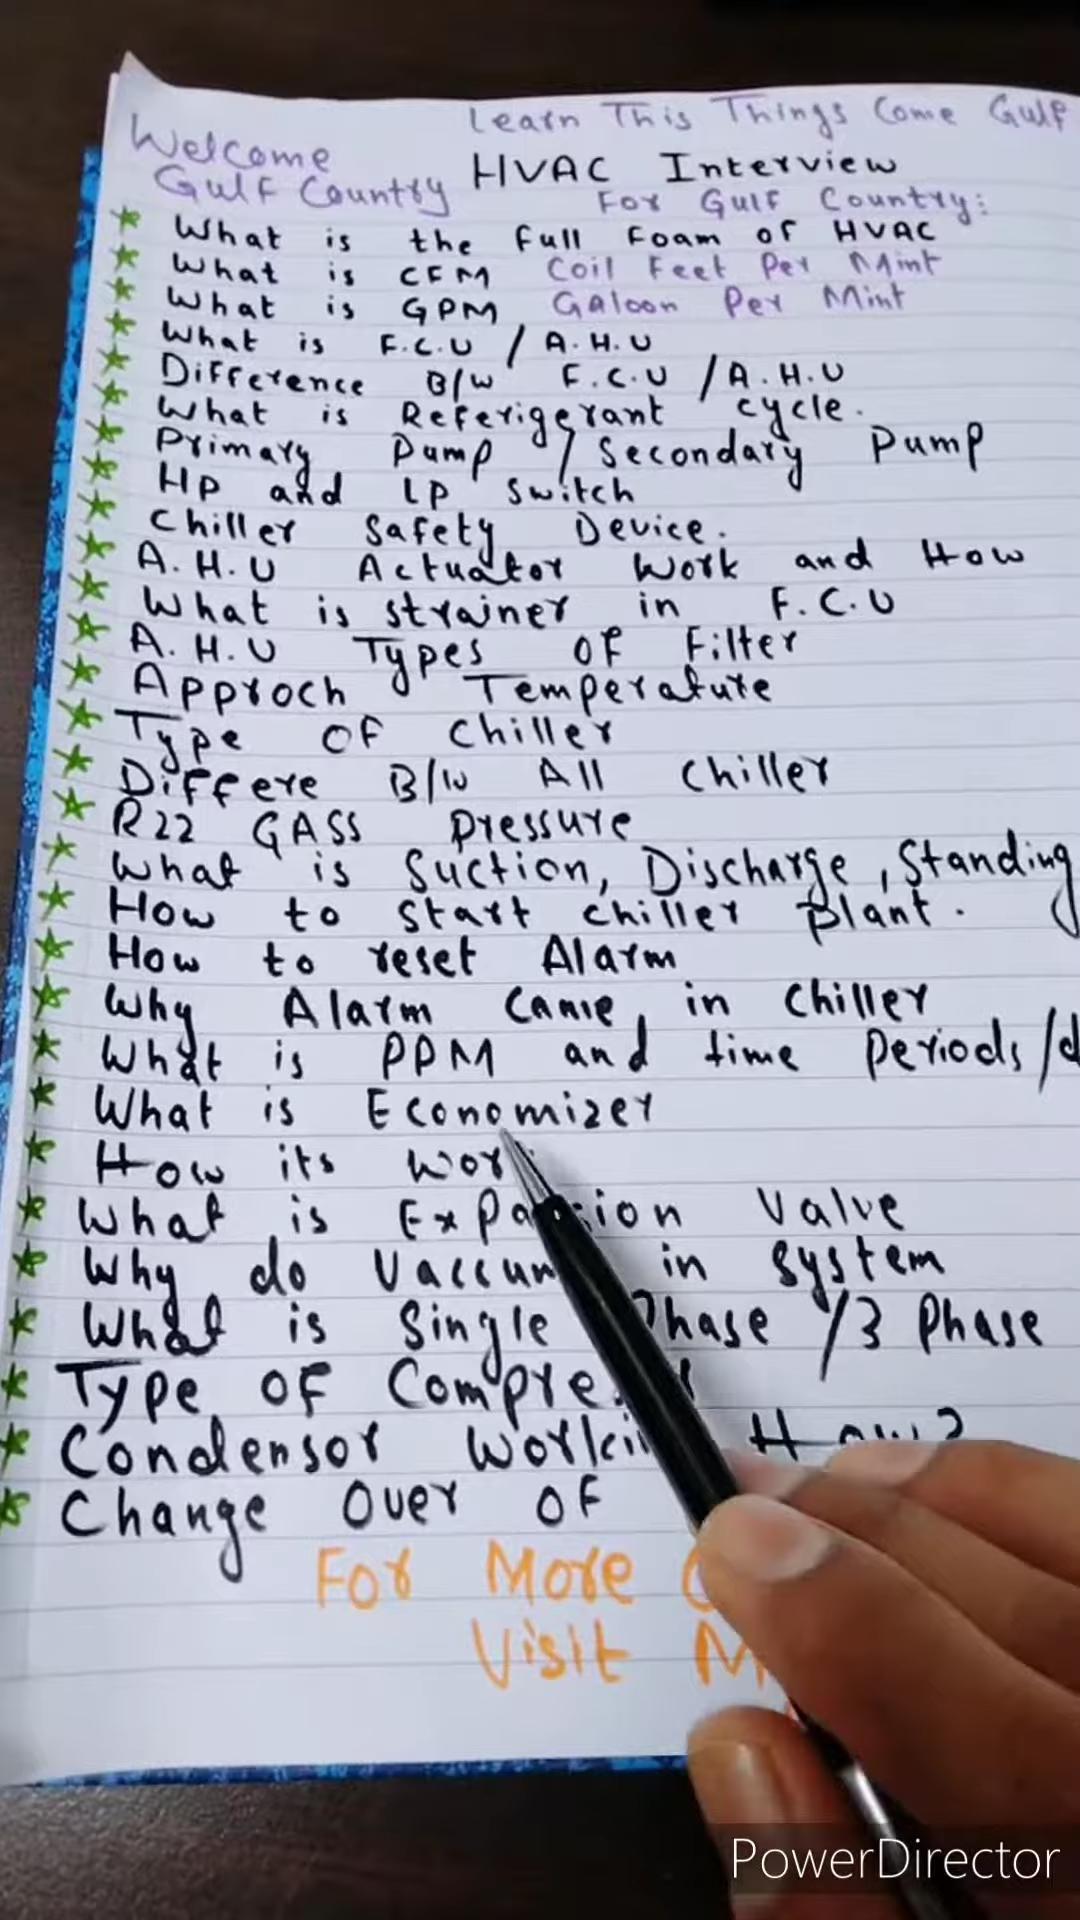 Learn This Things Come Gulf
Welcome
Gulf Country
HVAC Interview
For Gulf Country:
What is the full Foam of HVAC
What is CFM Coil Feet Per Mint
What is GPM Galoon Per Mint
What is F.C.U / A.H.U
Difference B/W F.C.U / A.H.U
What is Referigerant cycle.
Primary Pump / Secondary Pump
HP and LP Switch
Chiller Safety Device.
A.H.U Actuator Work and How
What is strainer in F.C.U
A.H.U Types OF Filter
Approch Temperature
Type OF Chiller
Differe B/W All Chiller
R22 GASS Pressure
What is Suction, Discharge, Standing
How to Start Chiller Plant.
How to reset Alarm
Why Alarm Came in Chiller
What is PPM and time Periods/
What is Economizer
How its
What is Valve
Why do in System
What is Single Phase /3 Phase
Type OF
Condensor How?
Change Over OF
For More
Visit
PowerDirector